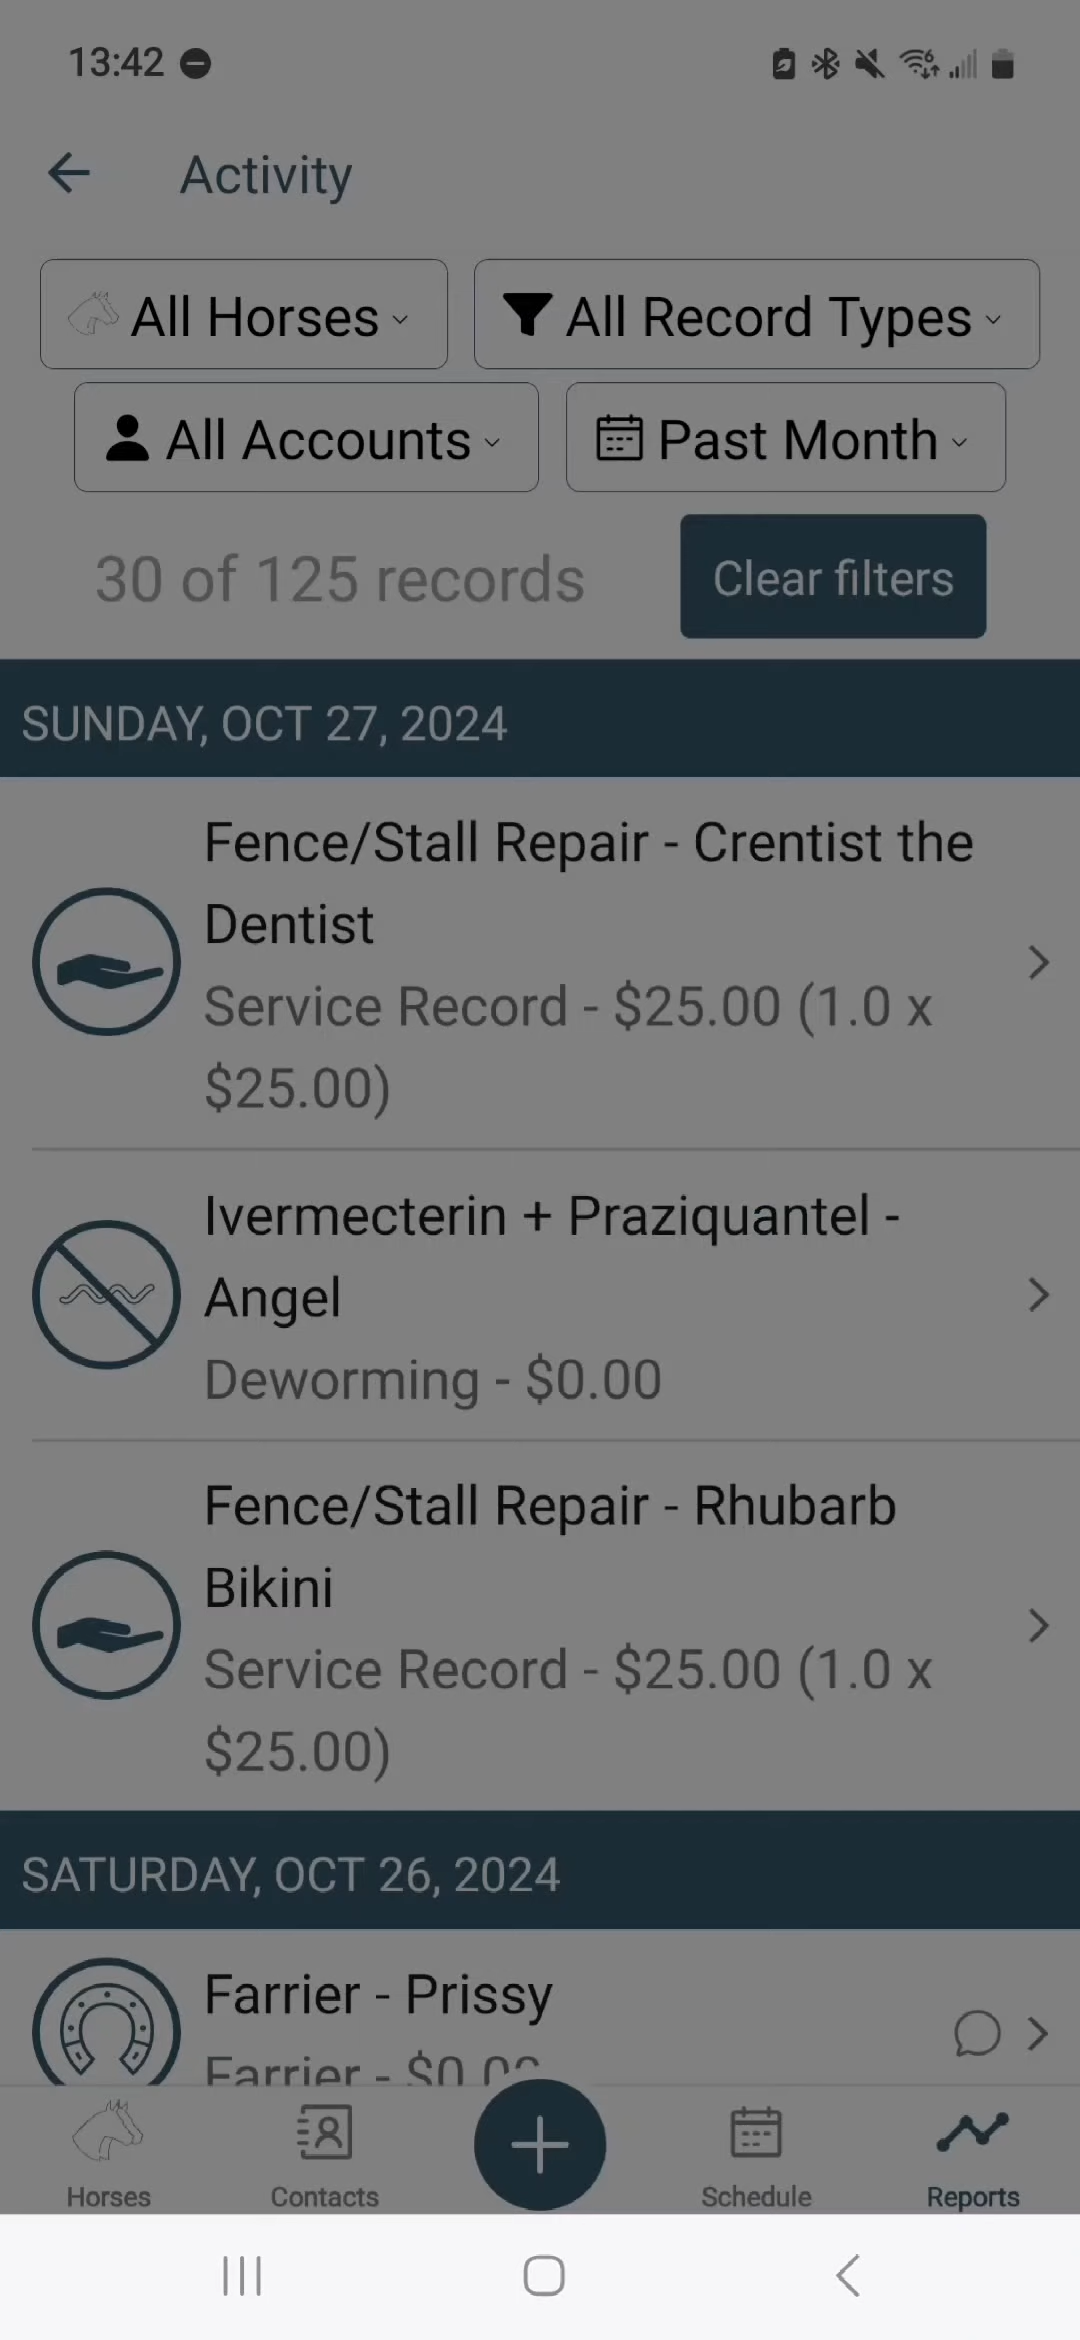 13:42
Activity
All Horses
All Record Types
All Accounts
Past Month
30 of 125 records
Clear filters
SUNDAY, OCT 27, 2024
Fence/Stall Repair - Crentist the
Dentist
Service Record - $25.00 (1.0 x
$25.00)
Ivermecterin + Praziquantel -
Angel
Deworming - $0.00
Fence/Stall Repair - Rhubarb
Bikini
Service Record - $25.00 (1.0 x
$25.00)
SATURDAY, OCT 26, 2024
Farrier - Prissy
Farrier - $0.00
Horses
Contacts
Schedule
Reports